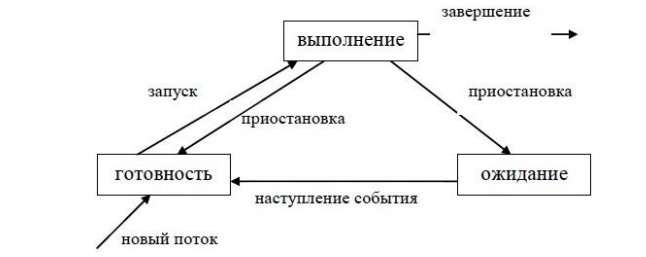 завершение
выполнение
запуск
приостановка
приостановка
готовность
ожидание
наступление события
новый поток